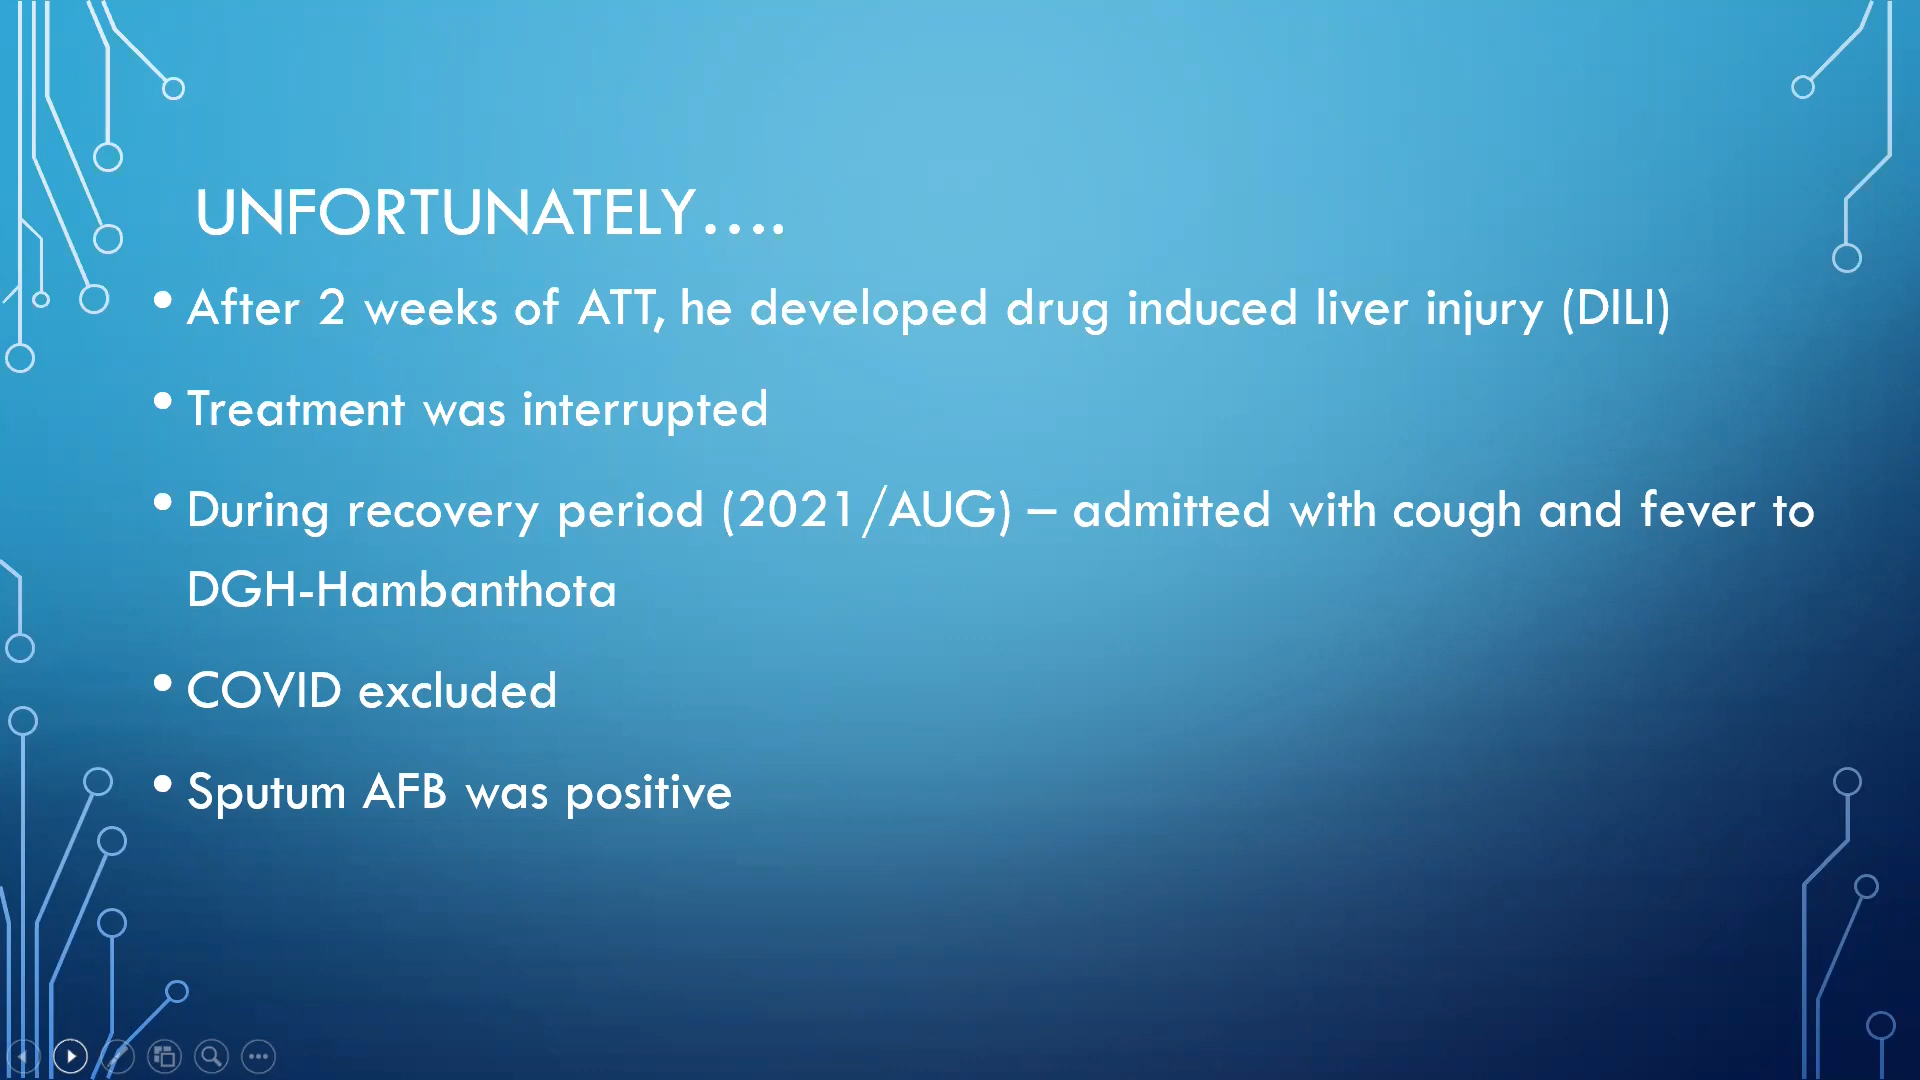 UNFORTUNATELY....
• After 2 weeks of ATT, he developed drug induced liver injury (DILI)
• Treatment was interrupted
• During recovery period (2021/AUG) – admitted with cough and fever to
DGH-Hambanthota
• COVID excluded
• Sputum AFB was positive